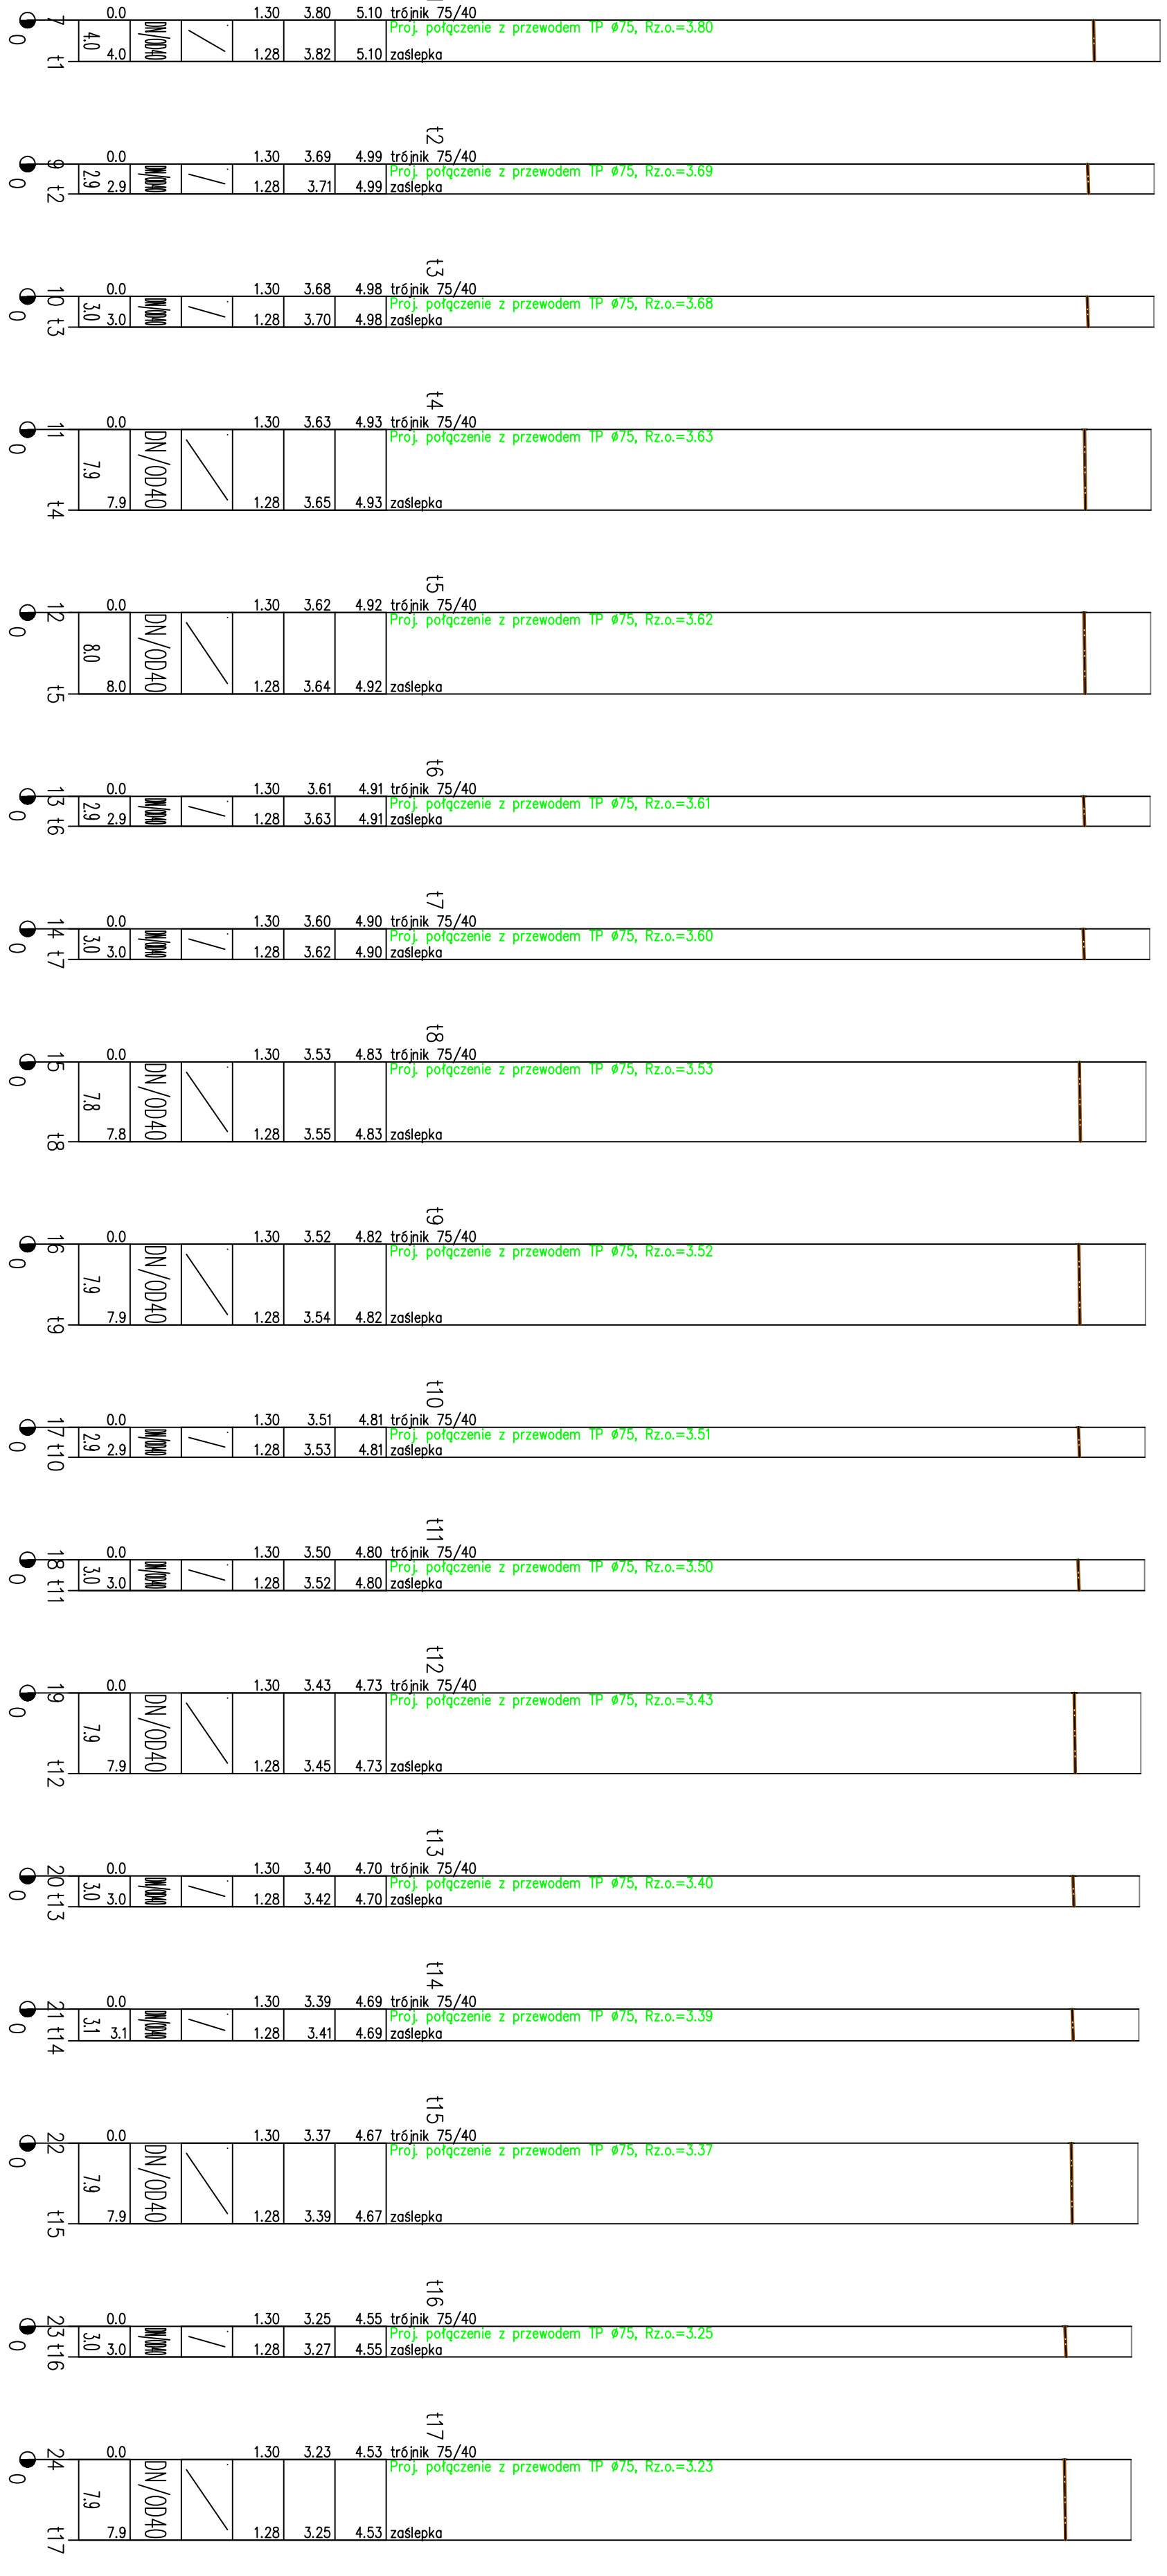 7
0
0.0
1.30
3.80
5.10
trójnik 75/40
Proj. połączenie z przewodem TP Ø75, Rz.o.=3.80
4.0
DN/OD40
t1
4.0
1.28
3.82
5.10
zaślepka
t2
9
0
0.0
1.30
3.69
4.99
trójnik 75/40
Proj. połączenie z przewodem TP Ø75, Rz.o.=3.69
2.9
DN/OD40
t2
2.9
1.28
3.71
4.99
zaślepka
t3
10
0
0.0
1.30
3.68
4.98
trójnik 75/40
Proj. połączenie z przewodem TP Ø75, Rz.o.=3.68
3.0
DN/OD40
t3
3.0
1.28
3.70
4.98
zaślepka
t4
11
0
0.0
1.30
3.63
4.93
trójnik 75/40
Proj. połączenie z przewodem TP Ø75, Rz.o.=3.63
7.9
DN/OD40
t4
7.9
1.28
3.65
4.93
zaślepka
t5
12
0
0.0
1.30
3.62
4.92
trójnik 75/40
Proj. połączenie z przewodem TP Ø75, Rz.o.=3.62
8.0
DN/OD40
t5
8.0
1.28
3.64
4.92
zaślepka
t6
13
0
0.0
1.30
3.61
4.91
trójnik 75/40
Proj. połączenie z przewodem TP Ø75, Rz.o.=3.61
2.9
DN/OD40
t6
2.9
1.28
3.63
4.91
zaślepka
t7
14
0
0.0
1.30
3.60
4.90
trójnik 75/40
Proj. połączenie z przewodem TP Ø75, Rz.o.=3.60
3.0
DN/OD40
t7
3.0
1.28
3.62
4.90
zaślepka
t8
15
0
0.0
1.30
3.53
4.83
trójnik 75/40
Proj. połączenie z przewodem TP Ø75, Rz.o.=3.53
7.8
DN/OD40
t8
7.8
1.28
3.55
4.83
zaślepka
t9
16
0
0.0
1.30
3.52
4.82
trójnik 75/40
Proj. połączenie z przewodem TP Ø75, Rz.o.=3.52
7.9
DN/OD40
t9
7.9
1.28
3.54
4.82
zaślepka
t10
17
0
0.0
1.30
3.51
4.81
trójnik 75/40
Proj. połączenie z przewodem TP Ø75, Rz.o.=3.51
2.9
DN/OD40
t10
2.9
1.28
3.53
4.81
zaślepka
t11
18
0
0.0
1.30
3.50
4.80
trójnik 75/40
Proj. połączenie z przewodem TP Ø75, Rz.o.=3.50
3.0
DN/OD40
t11
3.0
1.28
3.52
4.80
zaślepka
t12
19
0
0.0
1.30
3.43
4.73
trójnik 75/40
Proj. połączenie z przewodem TP Ø75, Rz.o.=3.43
7.9
DN/OD40
t12
7.9
1.28
3.45
4.73
zaślepka
t13
20
0
0.0
1.30
3.40
4.70
trójnik 75/40
Proj. połączenie z przewodem TP Ø75, Rz.o.=3.40
3.0
DN/OD40
t13
3.0
1.28
3.42
4.70
zaślepka
t14
21
0
0.0
1.30
3.39
4.69
trójnik 75/40
Proj. połączenie z przewodem TP Ø75, Rz.o.=3.39
3.1
DN/OD40
t14
3.1
1.28
3.41
4.69
zaślepka
t15
22
0
0.0
1.30
3.37
4.67
trójnik 75/40
Proj. połączenie z przewodem TP Ø75, Rz.o.=3.37
7.9
DN/OD40
t15
7.9
1.28
3.39
4.67
zaślepka
t16
23
0
0.0
1.30
3.25
4.55
trójnik 75/40
Proj. połączenie z przewodem TP Ø75, Rz.o.=3.25
3.0
DN/OD40
t16
3.0
1.28
3.27
4.55
zaślepka
t17
24
0
0.0
1.30
3.23
4.53
trójnik 75/40
Proj. połączenie z przewodem TP Ø75, Rz.o.=3.23
7.9
DN/OD40
t17
7.9
1.28
3.25
4.53
zaślepka